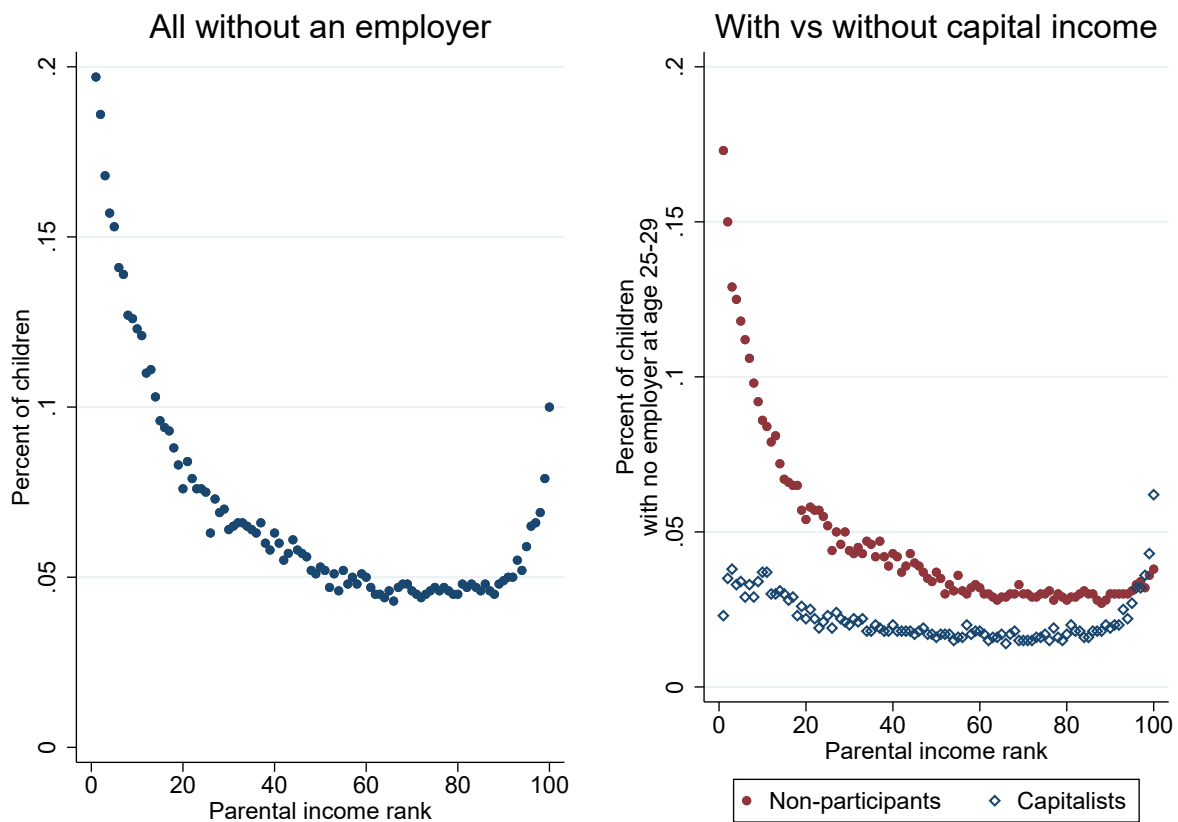 All without an employer
.2
.15
.1
.05
0
Percent of children
0 20 40 60 80 100
Parental income rank
With vs without capital income
.2
.15
.1
.05
0
Percent of children
with no employer at age 25-29
0 20 40 60 80 100
Parental income rank
Non-participants Capitalists